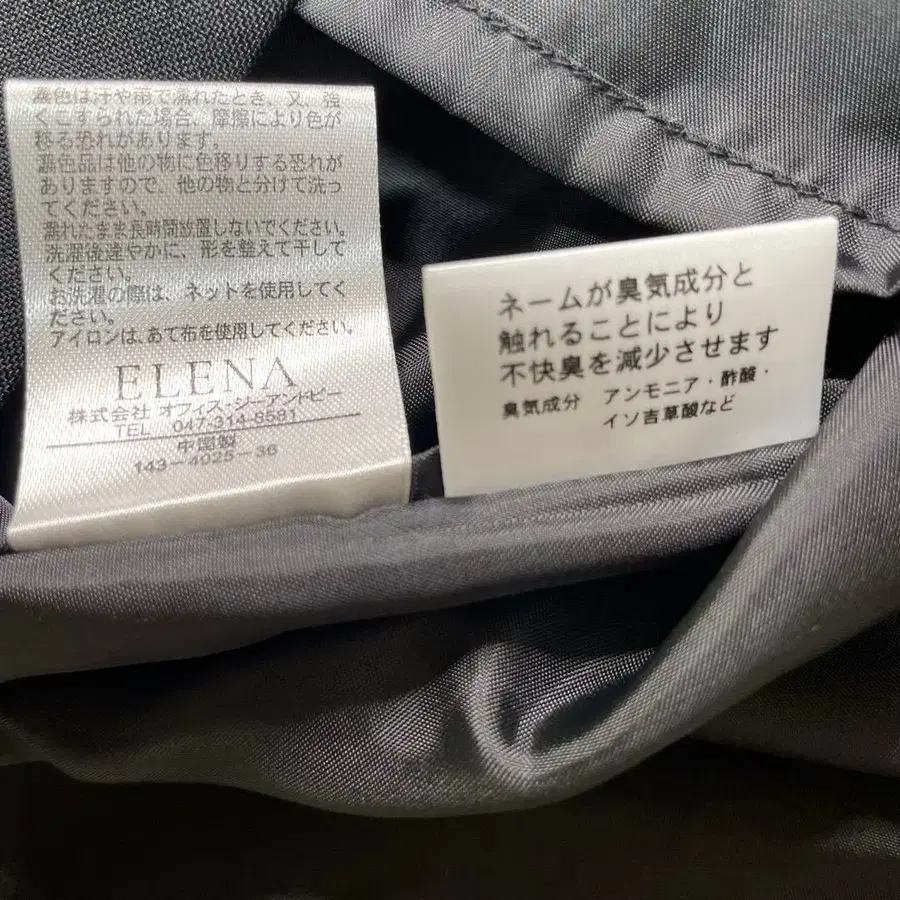 濃色は汗や雨で濡れたとき、又、強
くこすられた場合、摩擦により色が
移る恐れがあります。
濃色品は他の物に色移りする恐れが
ありますので、他の物と分けて洗っ
てください。
濡れたまま長時間放置しないでください。
洗濯後速やかに、形を整えて干して
ください。
お洗濯の際は、ネットを使用してく
ださい。
アイロンは、あて布を使用してください。
ELENA
株式会社 オフィス・ジーアンドビー
TEL 047-314-8591
中国製
143-4025-36
ネームが臭気成分と
触れることにより
不快臭を減少させます
臭気成分 アンモニア・酢酸・
イソ吉草酸など